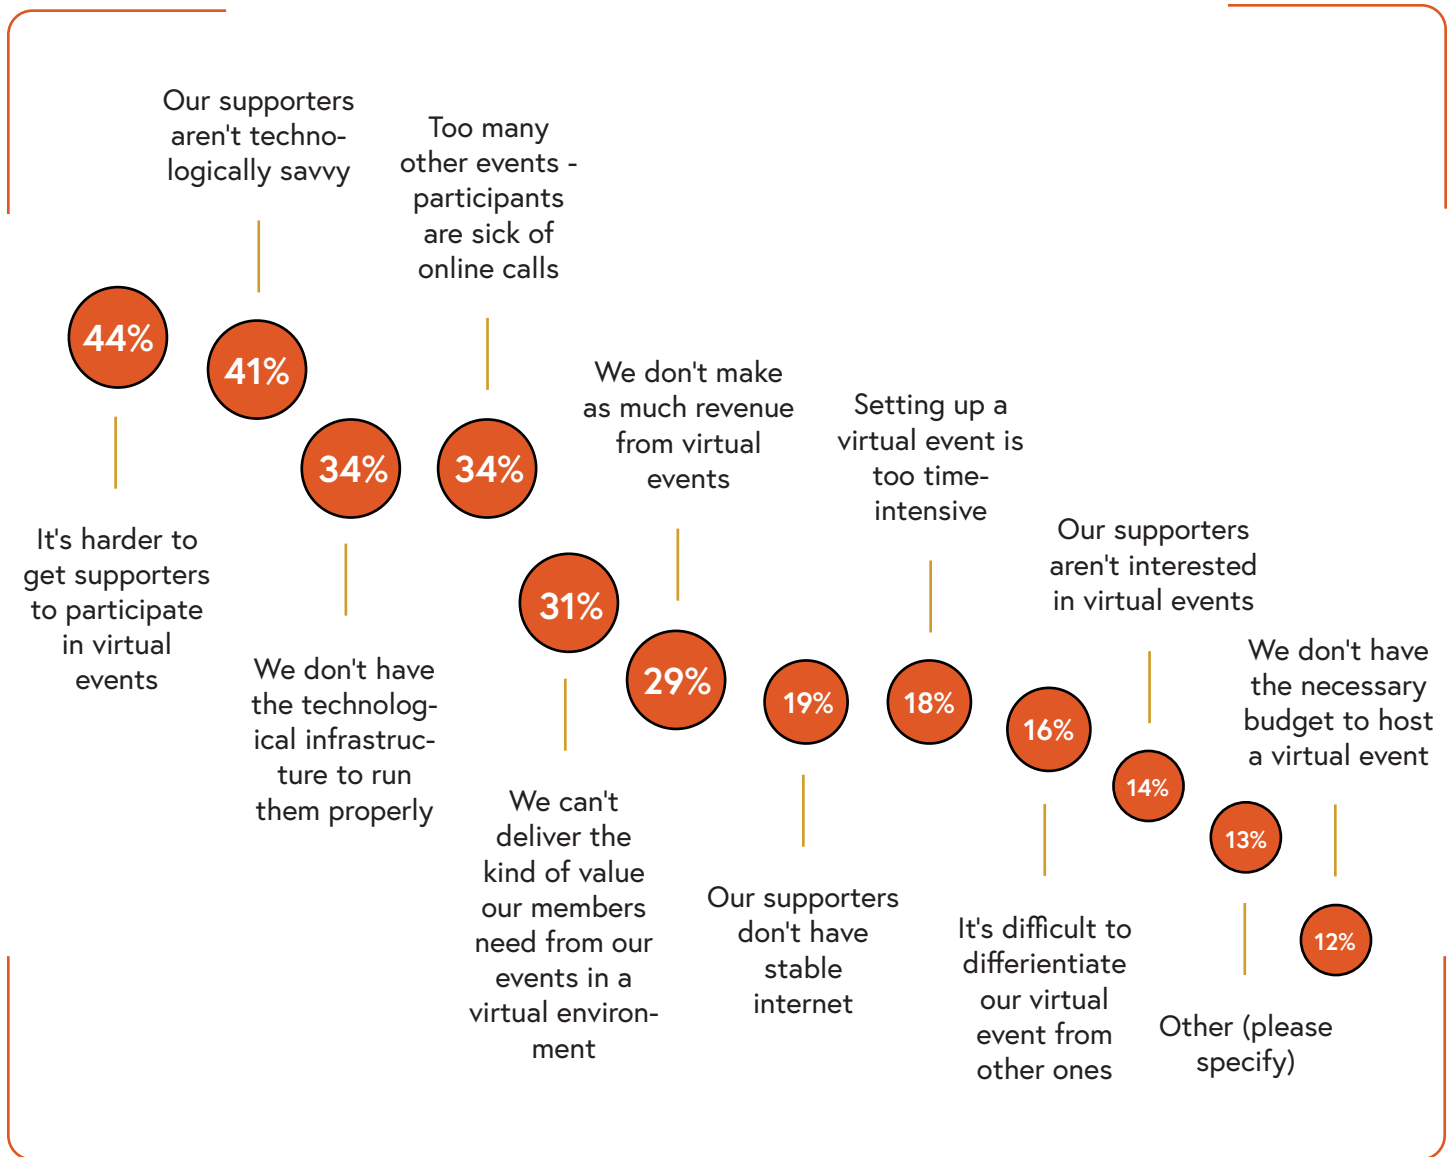 Our supporters
aren't techno-
logically savvy
Too many
other events -
participants
are sick of
online calls
44%
41%
34%
34%
It's harder to
get supporters
to participate
in virtual
events
We don't have
the technolog-
ical infrastruc-
ture to run
them properly
We don't make
as much revenue
from virtual
events
31%
29%
We can't
deliver the
kind of value
our members
need from our
events in a
virtual environ-
ment
Setting up a
virtual event is
too time-
intensive
19%
18%
Our supporters
don't have
stable
internet
Our supporters
aren't interested
in virtual events
16%
14%
It's difficult to
differientiate
our virtual
event from
other ones
We don't have
the necessary
budget to host
a virtual event
13%
12%
Other (please
specify)